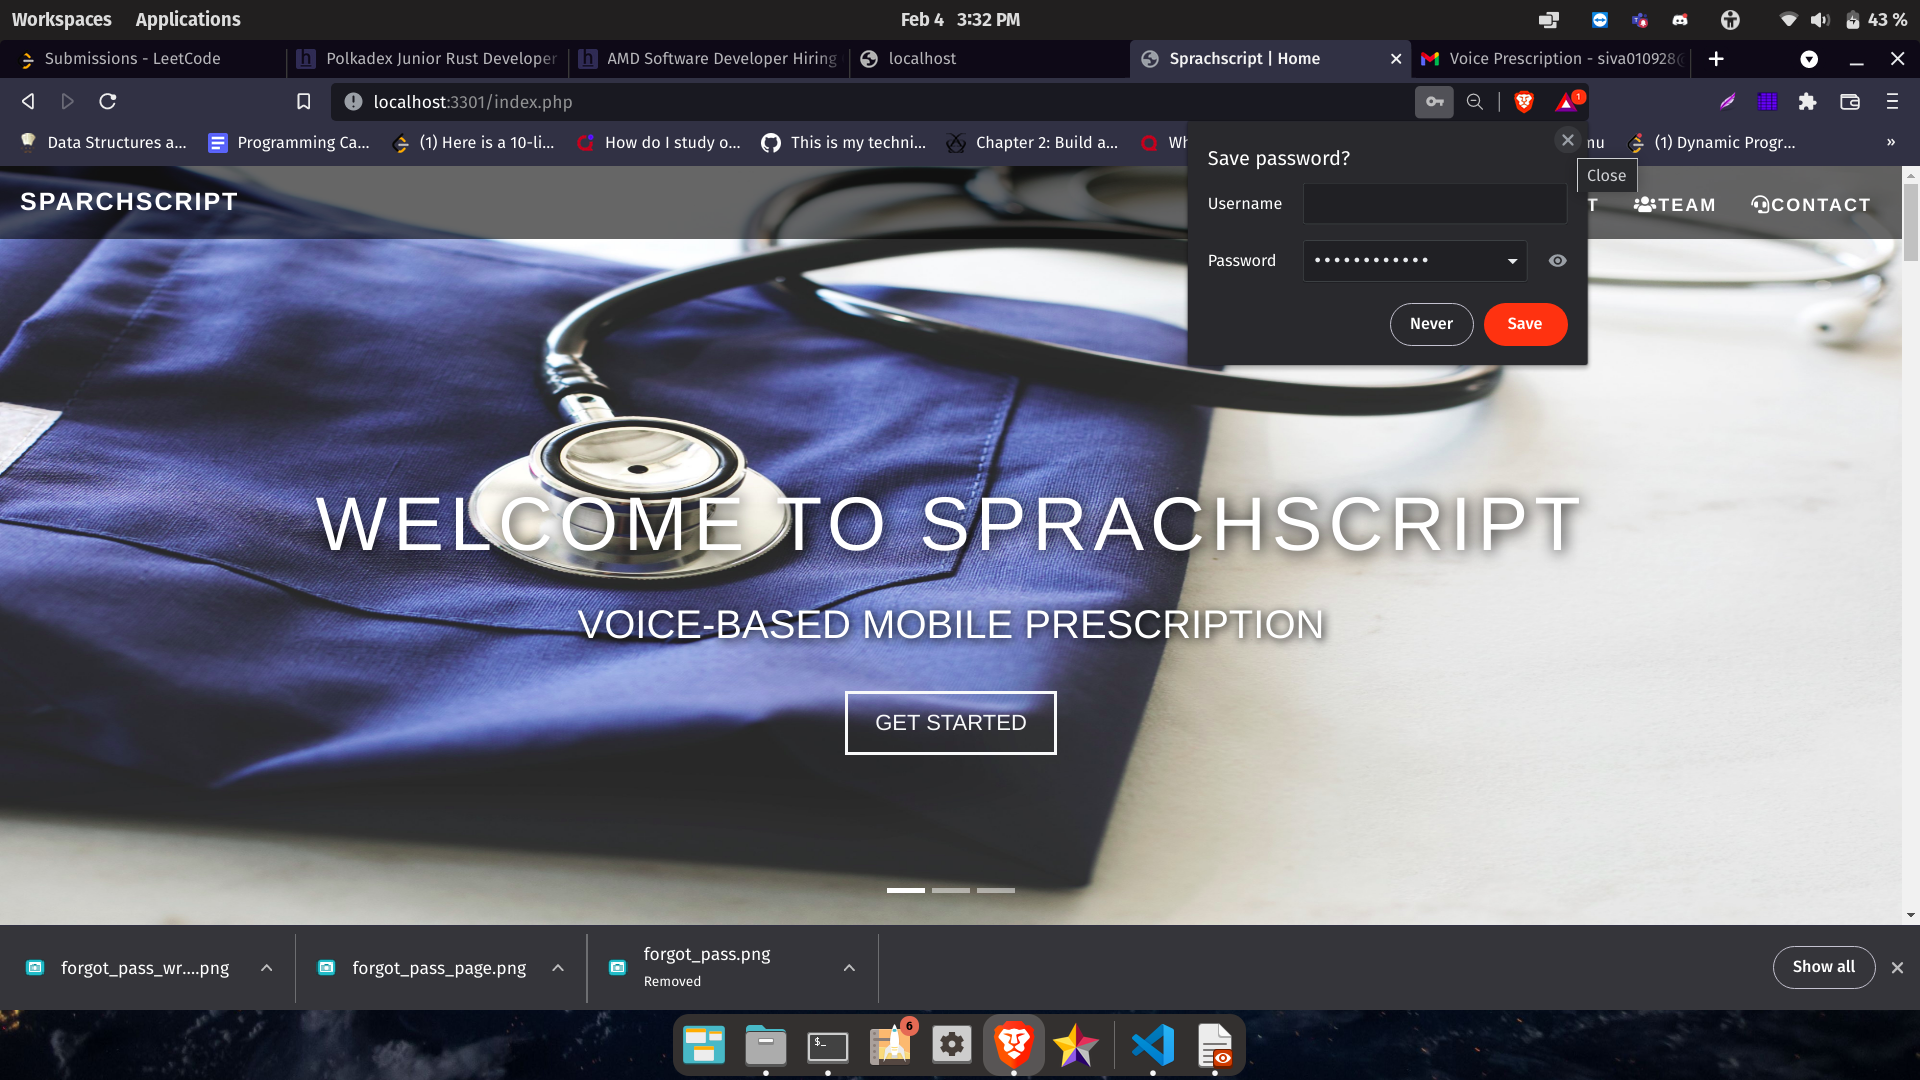 Workspaces
Applications
Feb 4 3:32 PM
43 %
Submissions - LeetCode
Polkadex Junior Rust Developer
AMD Software Developer Hiring
localhost
Sprachscript | Home
Voice Prescription - siva010928@
localhost:3301/index.php
1
Data Structures a...
Programming Ca...
(1) Here is a 10-li...
How do I study o...
This is my techni...
Chapter 2: Build a...
(1) Dynamic Progr...
»
Save password?
Close
Username
Password
Never
Save
SPARCHSCRIPT
TEAM
CONTACT
WELCOME TO SPRACHSCRIPT
VOICE-BASED MOBILE PRESCRIPTION
GET STARTED
forgot_pass_wr....png
forgot_pass_page.png
forgot_pass.png
Removed
Show all
6
$_